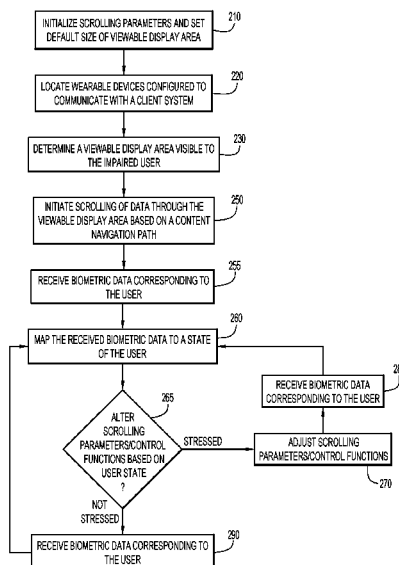 210
INITIALIZE SCROLLING PARAMETERS AND SET
DEFAULT SIZE OF VIEWABLE DISPLAY AREA
220
LOCATE WEARABLE DEVICES CONFIGURED TO
COMMUNICATE WITH A CLIENT SYSTEM
230
DETERMINE A VIEWABLE DISPLAY AREA VISIBLE TO
THE IMPAIRED USER
250
INITIATE SCROLLING OF DATA THROUGH THE
VIEWABLE DISPLAY AREA BASED ON A CONTENT
NAVIGATION PATH
255
RECEIVE BIOMETRIC DATA CORRESPONDING TO
THE USER
260
MAP THE RECEIVED BIOMETRIC DATA TO A STATE
OF THE USER
265
ALTER
SCROLLING
PARAMETERS/CONTROL
FUNCTIONS BASED ON
USER STATE
?
STRESSED
RECEIVE BIOMETRIC DATA
CORRESPONDING TO THE USER
ADJUST SCROLLING
PARAMETERS/CONTROL FUNCTIONS
270
NOT
STRESSED
290
RECEIVE BIOMETRIC DATA CORRESPONDING TO
THE USER